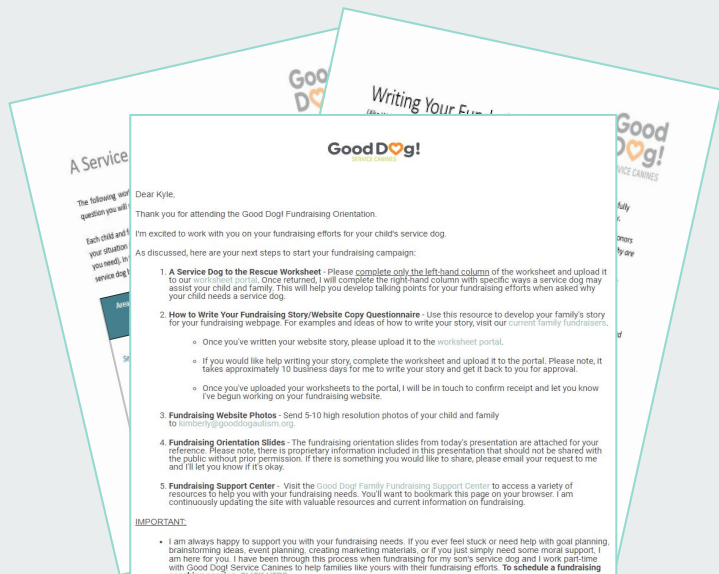 Goo
D
Writing Your Fun
Good
Dog!
VICE CANINES
A Service
The following wor
question you will
Each child and f
your situation
you need). In
service dog b
Area
fully
onors
hy are
d
Good Dog!
SERVICE CANINES
Dear Kyle,
Thank you for attending the Good Dog! Fundraising Orientation.
I'm excited to work with you on your fundraising efforts for your child's service dog.
As discussed, here are your next steps to start your fundraising campaign:
1. A Service Dog to the Rescue Worksheet - Please complete only the left-hand column of the worksheet and upload it
to our worksheet portal. Once returned, I will complete the right-hand column with specific ways a service dog may
assist your child and family. This will help you develop talking points for your fundraising efforts when asked why
your child needs a service dog.
2. How to Write Your Fundraising Story/Website Copy Questionnaire - Use this resource to develop your family's story
for your fundraising webpage. For examples and ideas of how to write your story, visit our current family fundraisers.
○ Once you've written your website story, please upload it to the worksheet portal.
○ If you would like help writing your story, complete the worksheet and upload it to the portal. Please note, it
takes approximately 10 business days for me to write your story and get it back to you for approval.
○ Once you've uploaded your worksheets to the portal, I will be in touch to confirm receipt and let you know
I've begun working on your fundraising website.
3. Fundraising Website Photos - Send 5-10 high resolution photos of your child and family
to kimberly@gooddogautism.org.
4. Fundraising Orientation Slides - The fundraising orientation slides from today's presentation are attached for your
reference. Please note, there is proprietary information included in this presentation that should not be shared with
the public without prior permission. If there is something you would like to share, please email your request to me
and I'll let you know if it's okay.
5. Fundraising Support Center - Visit the Good Dog! Family Fundraising Support Center to access a variety of
resources to help you with your fundraising needs. You'll want to bookmark this page on your browser. I am
continuously updating the site with valuable resources and current information on fundraising.
IMPORTANT:
• I am always happy to support you with your fundraising needs. If you ever feel stuck or need help with goal planning,
brainstorming ideas, event planning, creating marketing materials, or if you just simply need some moral support, I
am here for you. I have been through this process when fundraising for my son's service dog and I work part-time
with Good Dog! Service Canines to help families like yours with their fundraising efforts. To schedule a fundraising